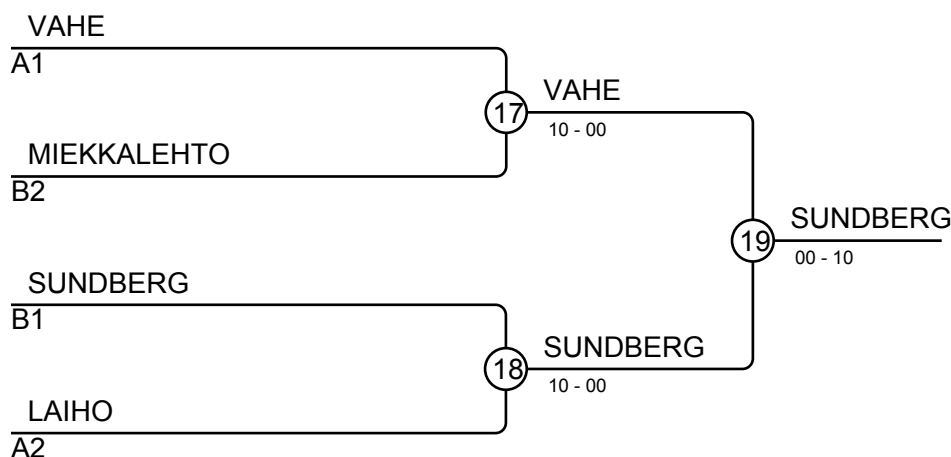 VAHE
A1
17
VAHE
10 - 00
MIEKKALEHTO
B2
19
SUNDBERG
00 - 10
SUNDBERG
B1
18
SUNDBERG
10 - 00
LAIHO
A2